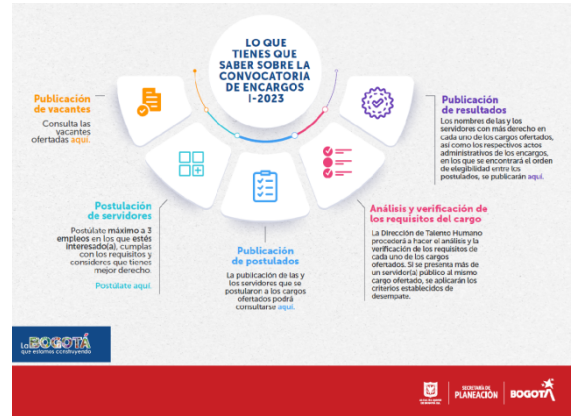 LO QUE
TIENES QUE
SABER SOBRE LA
CONVOCATORIA
DE ENCARGOS
I-2023
Publicación
de vacantes
Consulta las
vacantes
ofertadas aquí.
Postulación
de servidores
Postúlate máximo a 3
empleos en los que estés
interesado(a), cumplas
con los requisitos y
consideres que tienes
mejor derecho.
Postúlate aquí.
Publicación
de postulados
La publicación de las y
los servidores que se
postularon a los cargos
ofertados podrá
consultarse aquí.
Análisis y verificación de
los requisitos del cargo
La Dirección de Talento Humano
procederá a hacer el análisis y la
verificación de los requisitos de
cada uno de los cargos
ofertados. Si se presenta más de
un servidor(a) público al mismo
cargo ofertado, se aplicarán los
criterios establecidos de
desempate.
Publicación
de resultados
Los nombres de las y los
servidores con más derecho en
cada uno de los cargos ofertados,
así como los respectivos actos
administrativos de los encargos,
en los que se encontrará el orden
de elegibilidad entre los
postulados, se publicarán aquí.
La BOGOTÁ
que estamos construyendo
SECRETARÍA DE
PLANEACIÓN
BOGOTÁ